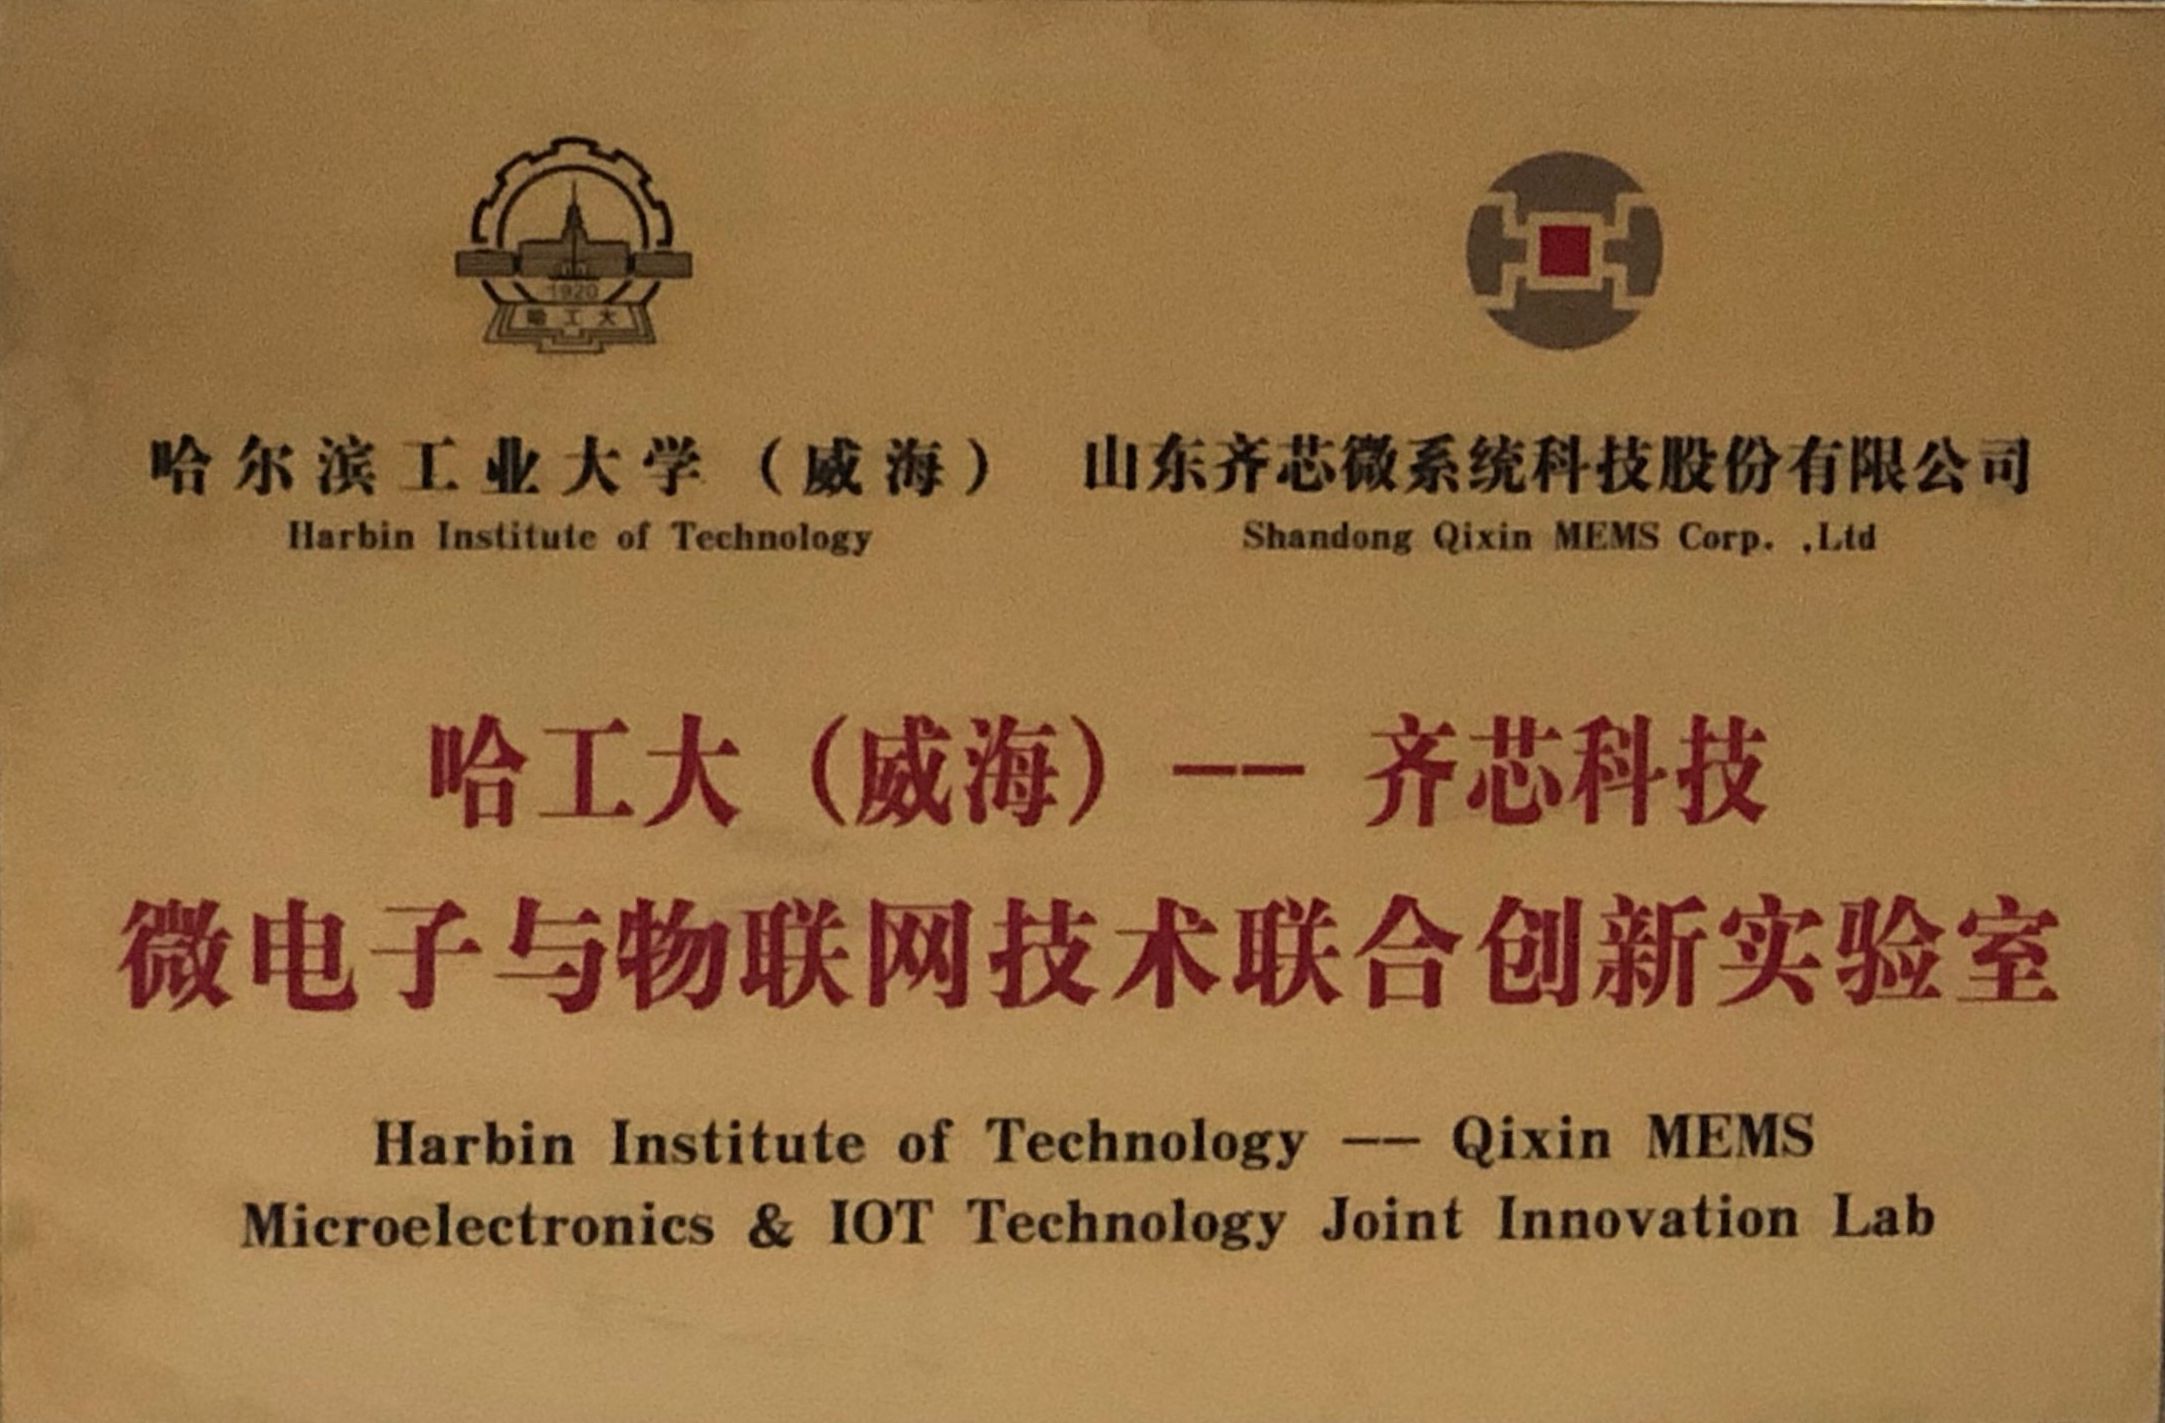 1920
哈工大
哈尔滨工业大学（威海）
Harbin Institute of Technology
山东齐芯微系统科技股份有限公司
Shandong Qixin MEMS Corp. ,Ltd
哈工大（威海）—— 齐芯科技
微电子与物联网技术联合创新实验室
Harbin Institute of Technology —— Qixin MEMS
Microelectronics & IOT Technology Joint Innovation Lab